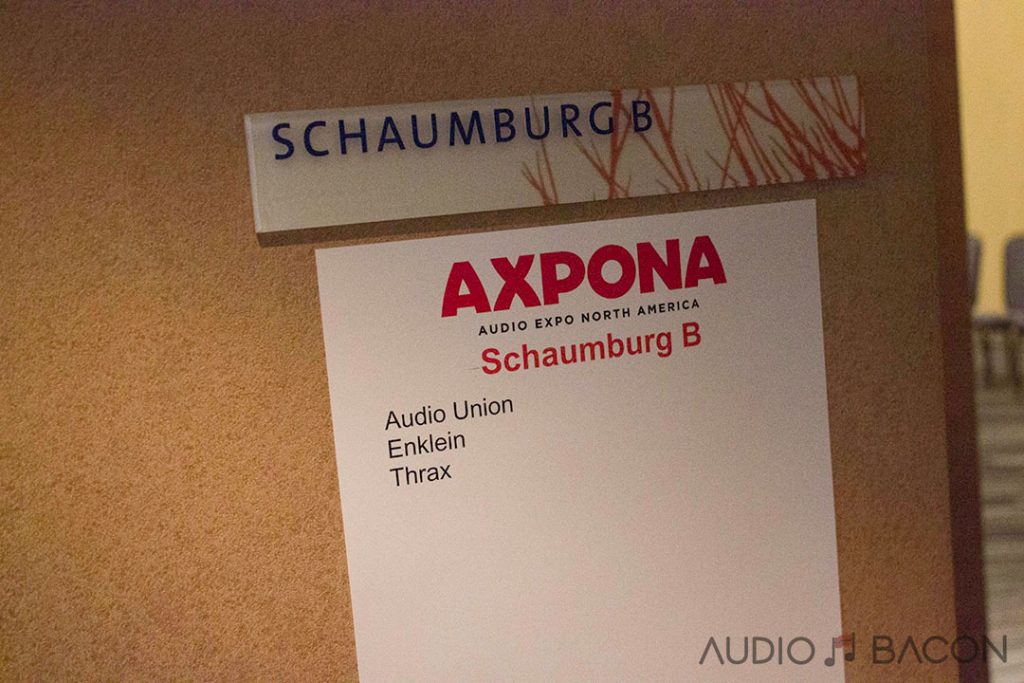 SCHAUMBURG B
AXPONA
AUDIO EXPO NORTH AMERICA
Schaumburg B
Audio Union
Enklein
Thrax
AUDIO BACON